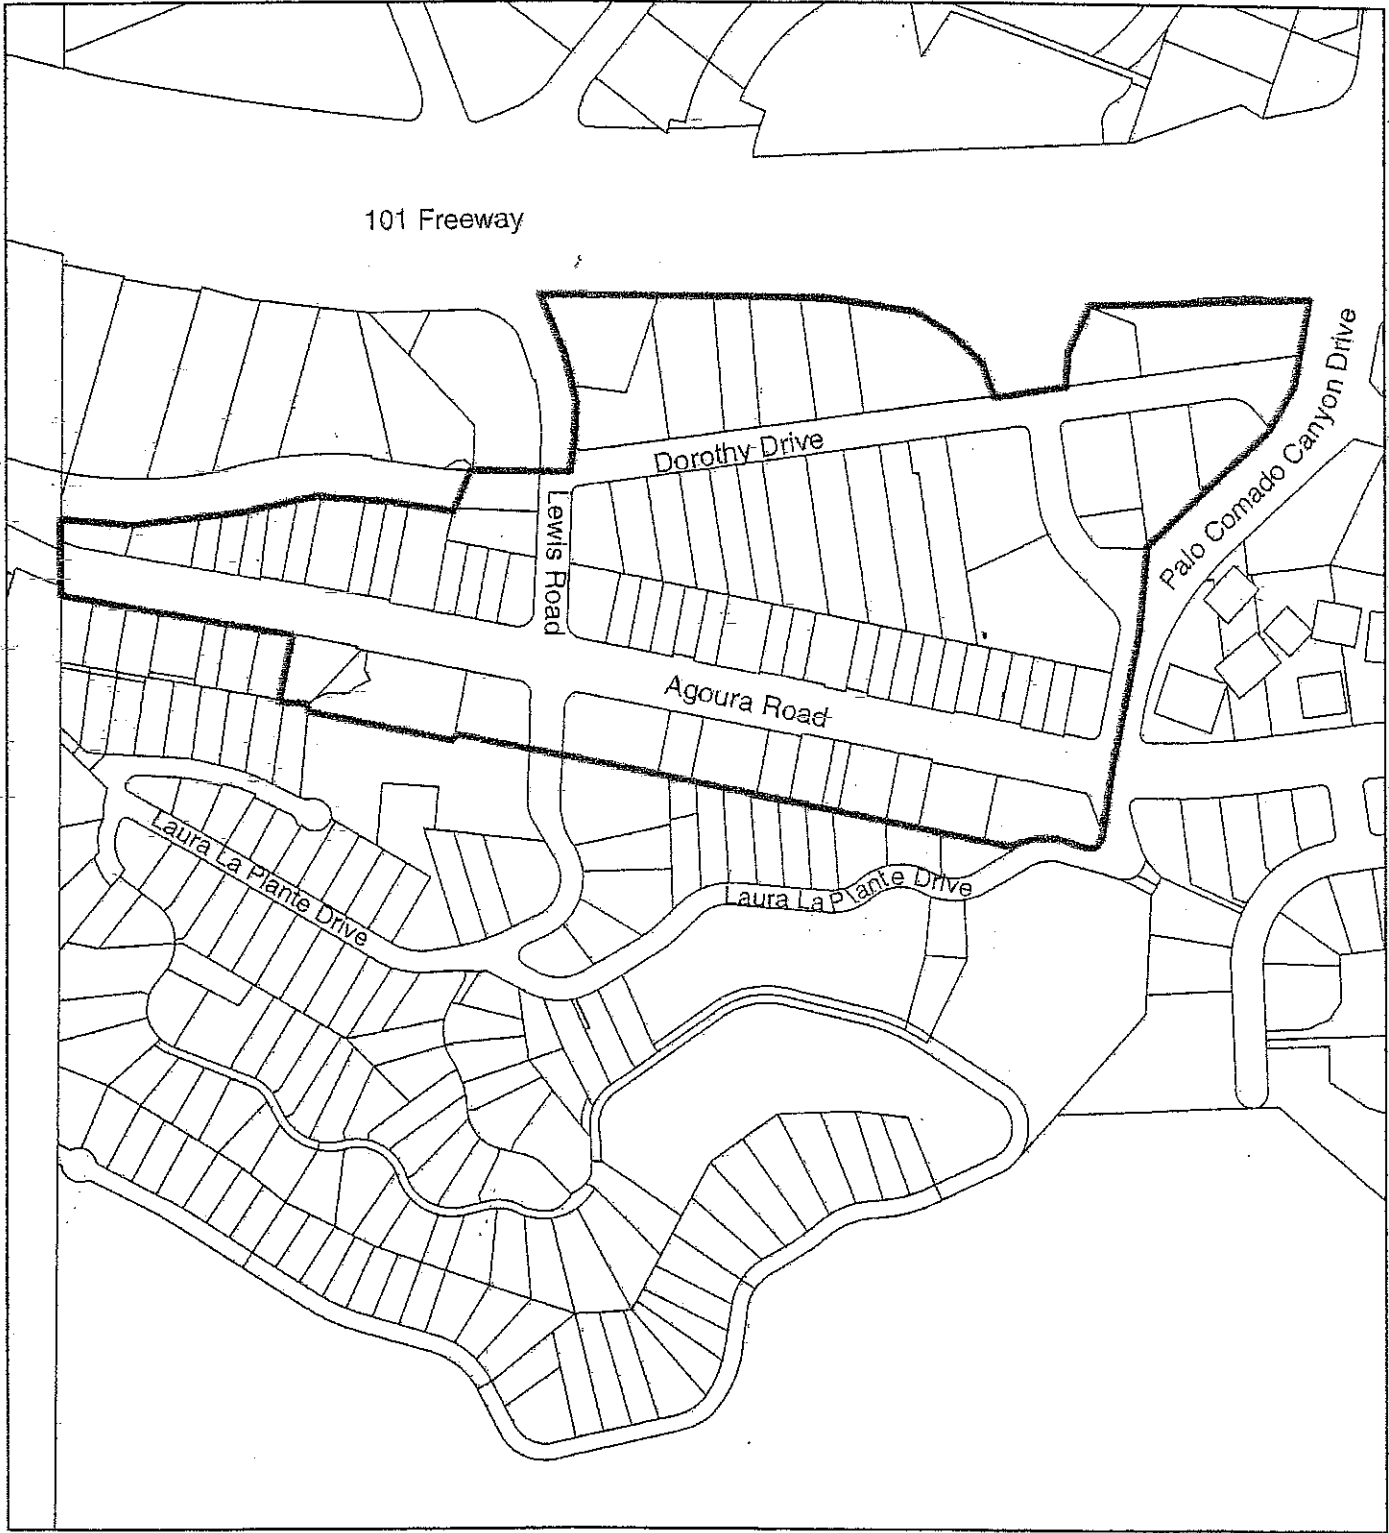 101 Freeway
Palo Comado Canyon Drive
Dorothy Drive
Lewis Road
Agoura Road
Laura La Plante Drive
Laura La Plante Drive